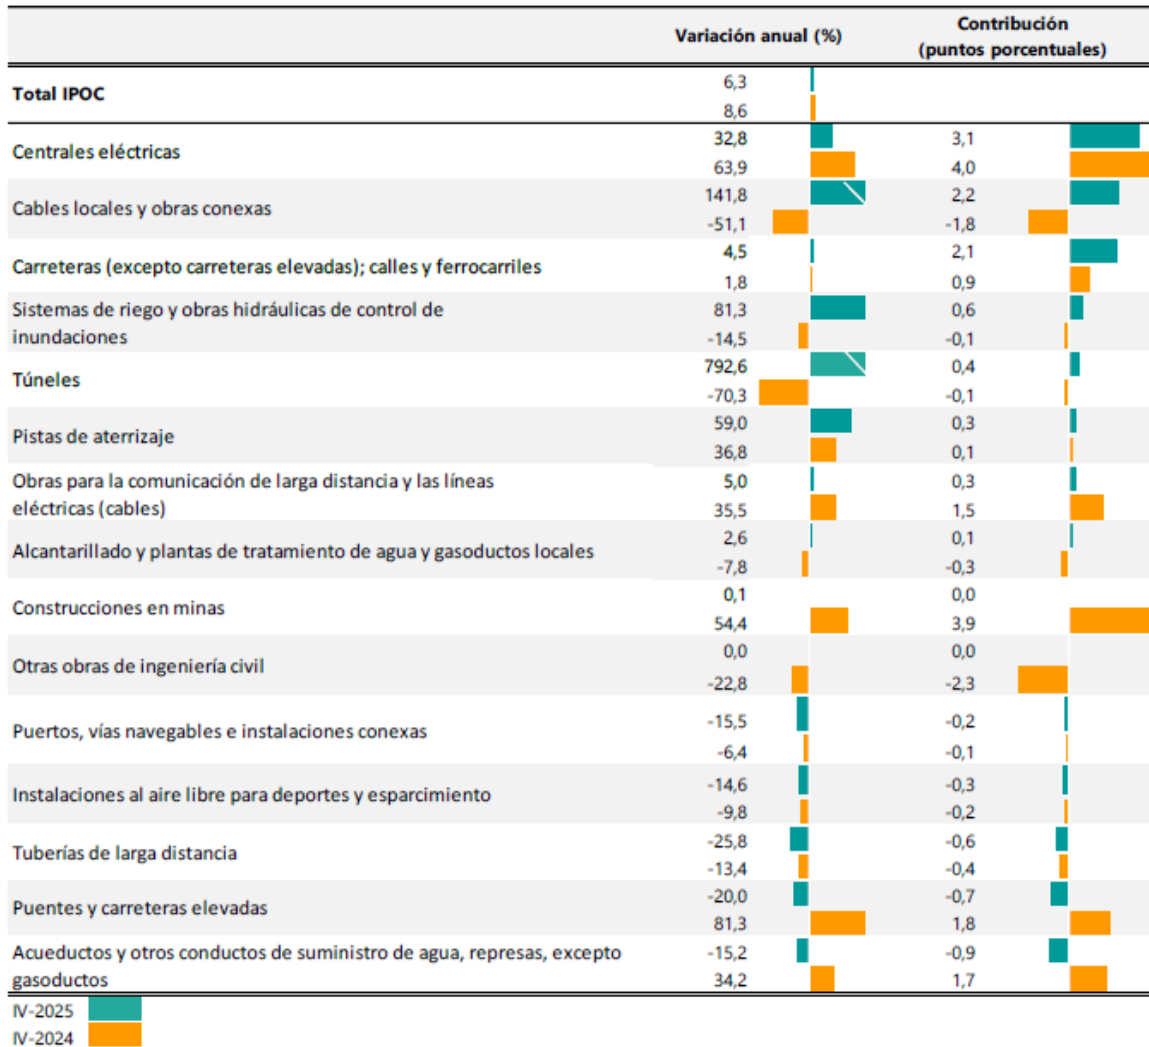 Variación anual (%)
Contribución
(puntos porcentuales)
Total IPOC
6,3
8,6
Centrales eléctricas
32,8 3,1
63,9 4,0
Cables locales y obras conexas
141,8 2,2
-51,1 -1,8
Carreteras (excepto carreteras elevadas); calles y ferrocarriles
4,5 2,1
1,8 0,9
Sistemas de riego y obras hidráulicas de control de
inundaciones
81,3 0,6
-14,5 -0,1
Túneles
792,6 0,4
-70,3 -0,1
Pistas de aterrizaje
59,0 0,3
36,8 0,1
Obras para la comunicación de larga distancia y las líneas
eléctricas (cables)
5,0 0,3
35,5 1,5
Alcantarillado y plantas de tratamiento de agua y gasoductos locales
2,6 0,1
-7,8 -0,3
Construcciones en minas
0,1 0,0
54,4 3,9
Otras obras de ingeniería civil
0,0 0,0
-22,8 -2,3
Puertos, vías navegables e instalaciones conexas
-15,5 -0,2
-6,4 -0,1
Instalaciones al aire libre para deportes y esparcimiento
-14,6 -0,3
-9,8 -0,2
Tuberías de larga distancia
-25,8 -0,6
-13,4 -0,4
Puentes y carreteras elevadas
-20,0 -0,7
81,3 1,8
Acueductos y otros conductos de suministro de agua, represas, excepto
gasoductos
-15,2 -0,9
34,2 1,7
IV-2025
IV-2024